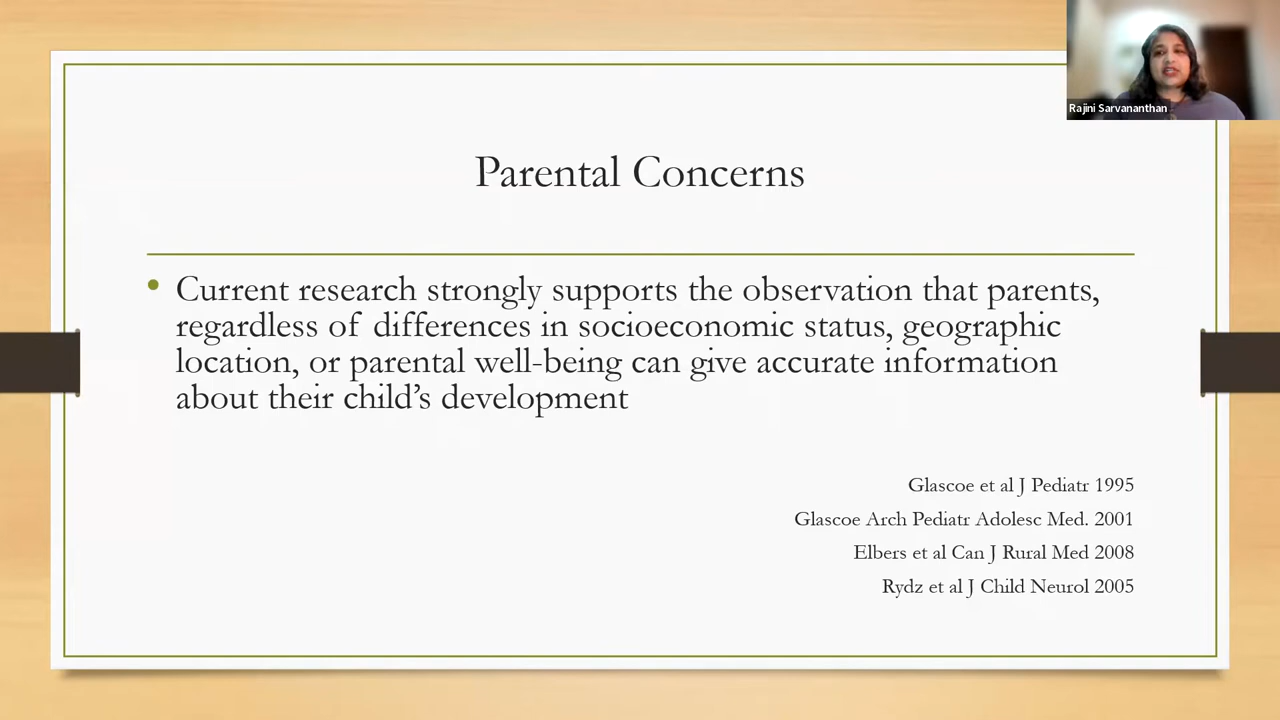 Rajini Sarvananthan
Parental Concerns
• Current research strongly supports the observation that parents,
regardless of differences in socioeconomic status, geographic
location, or parental well-being can give accurate information
about their child’s development
Glascoe et al J Pediatr 1995
Glascoe Arch Pediatr Adolesc Med. 2001
Elbers et al Can J Rural Med 2008
Rydz et al J Child Neurol 2005